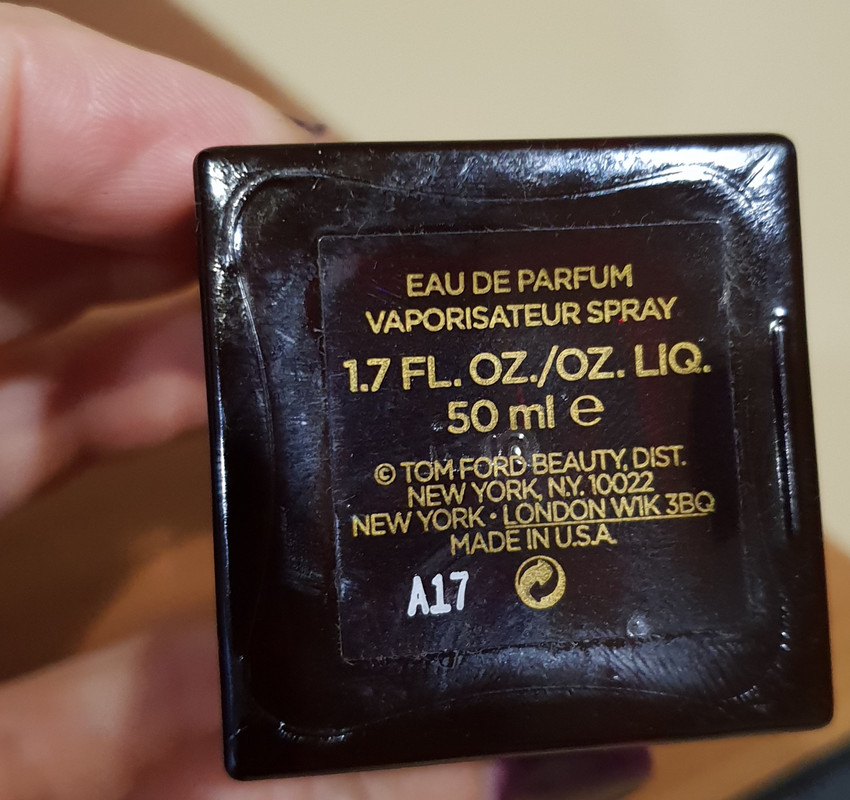 EAU DE PARFUM
VAPORISATEUR SPRAY
1.7 FL. OZ./OZ. LIQ.
50 ml ℮
© TOM FORD BEAUTY, DIST.
NEW YORK, N.Y. 10022
NEW YORK • LONDON W1K 3BQ
MADE IN U.S.A.
A17